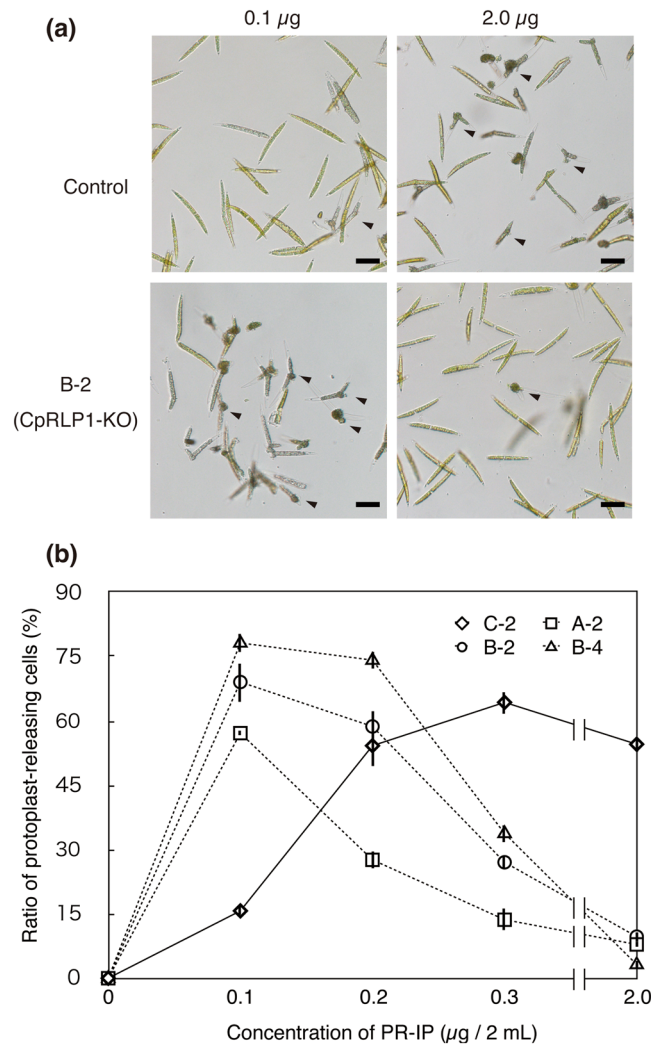 (a)
0.1 µg
2.0 µg
Control
B-2
(CpRLP1-KO)
(b)
Ratio of protoplast-releasing cells (%)
90
75
60
45
30
15
0
C-2
A-2
B-2
B-4
0
0.1
0.2
0.3
2.0
Concentration of PR-IP (µg / 2 mL)